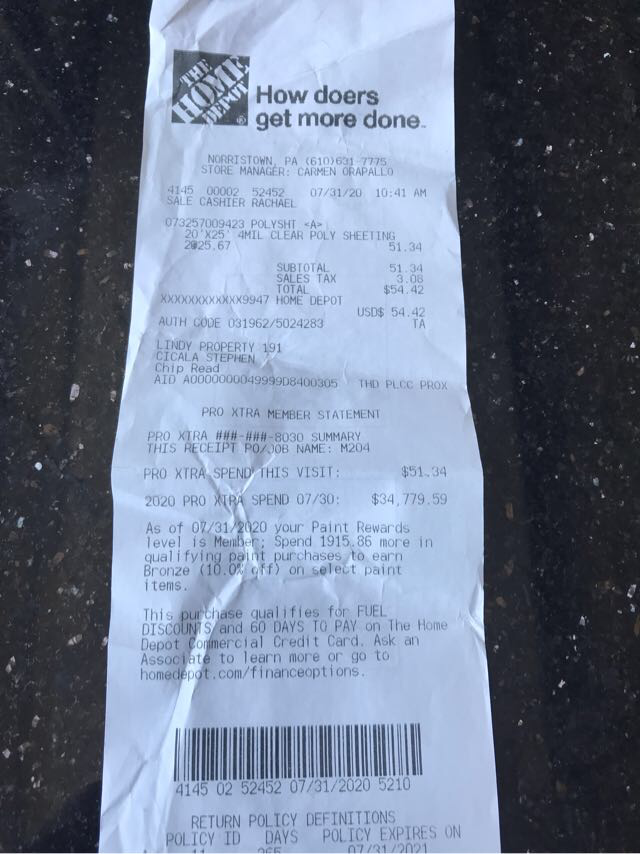 THE
HOME
DEPOT
How doers
get more done.
NORRISTOWN, PA (610)631-7775
STORE MANAGER: CARMEN ORAPALLO
4145 00002 52452 07/31/20 10:41 AM
SALE CASHIER RACHAEL
073257009423 POLYSHT <A>
20'X25' 4MIL CLEAR POLY SHEETING
2@25.67 51.34
SUBTOTAL 51.34
SALES TAX 3.08
TOTAL $54.42
XXXXXXXXXXXX9947 HOME DEPOT
USD$ 54.42
AUTH CODE 031962/5024283 TA
LINDY PROPERTY 191
CICALA STEPHEN
Chip Read
AID A0000000049999D8400305 THD PLCC PROX
PRO XTRA MEMBER STATEMENT
PRO XTRA ###-###-8030 SUMMARY
THIS RECEIPT PO/JOB NAME: M204
PRO XTRA SPEND THIS VISIT: $51.34
2020 PRO XTRA SPEND 07/30: $34,779.59
As of 07/31/2020 your Paint Rewards
level is Member; Spend 1915.86 more in
qualifying paint purchases to earn
Bronze (10.0% off) on select paint
items.
This purchase qualifies for FUEL
DISCOUNTS and 60 DAYS TO PAY on The Home
Depot Commercial Credit Card. Ask an
Associate to learn more or go to
homedepot.com/financeoptions.
4145 02 52452 07/31/2020 5210
RETURN POLICY DEFINITIONS
POLICY ID DAYS POLICY EXPIRES ON
11 365 07/31/2021